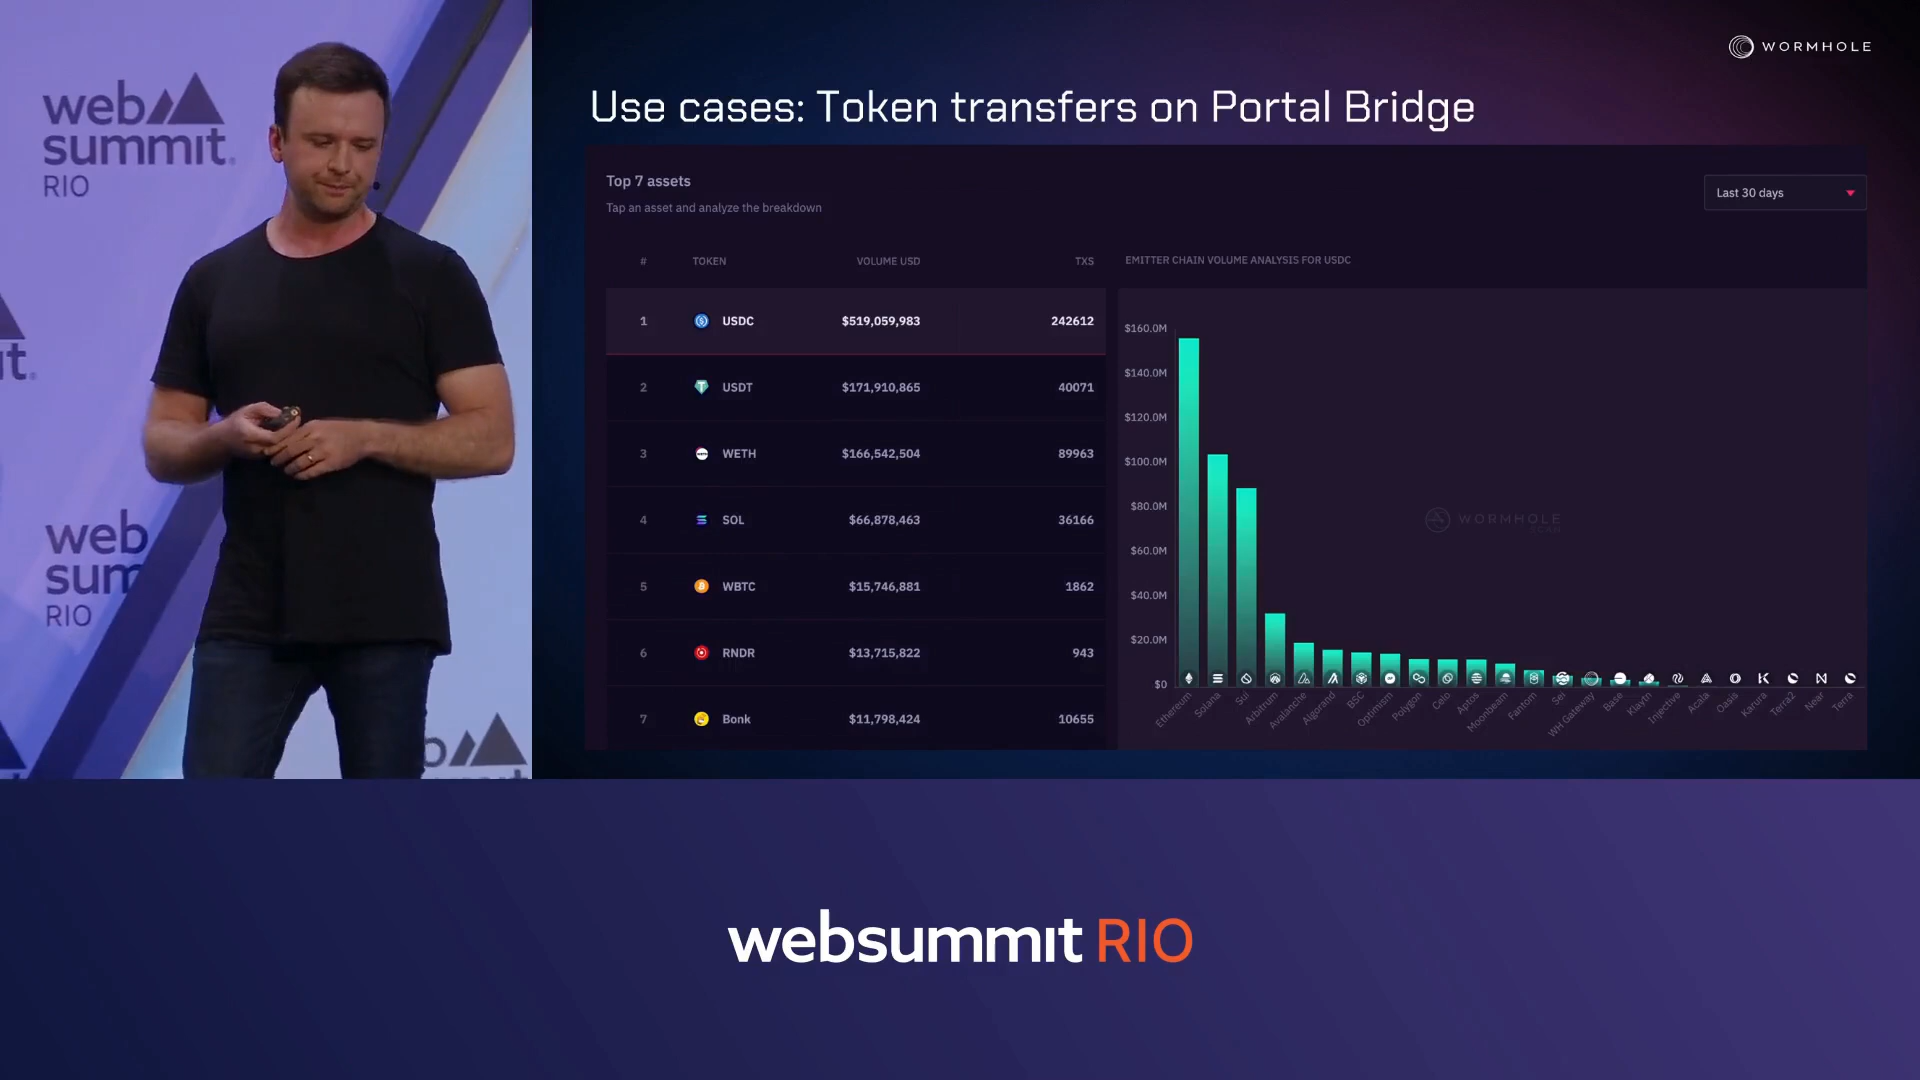 web
summit
RIO
it.
web
sum
RIO
b
WORMHOLE
Use cases: Token transfers on Portal Bridge
Top 7 assets
Tap an asset and analyze the breakdown
Last 30 days
# TOKEN VOLUME USD TXS
1 USDC $519,059,983 242612
2 USDT $171,910,865 40071
3 WETH $166,542,504 89963
4 SOL $66,878,463 36166
5 WBTC $15,746,881 1862
6 RNDR $13,715,822 943
7 Bonk $11,798,424 10655
EMITTER CHAIN VOLUME ANALYSIS FOR USDC
$160.0M
$140.0M
$120.0M
$100.0M
$80.0M
$60.0M
$40.0M
$20.0M
$0
WORMHOLE
Ethereum Solana Sui Arbitrum Avalanche Algorand BSC Optimism Polygon Celo Aptos Moonbeam Fantom Sei WH Gateway Base Klaytn Injective Acala Oasis Karura Terra2 Near Terra
websummit RIO